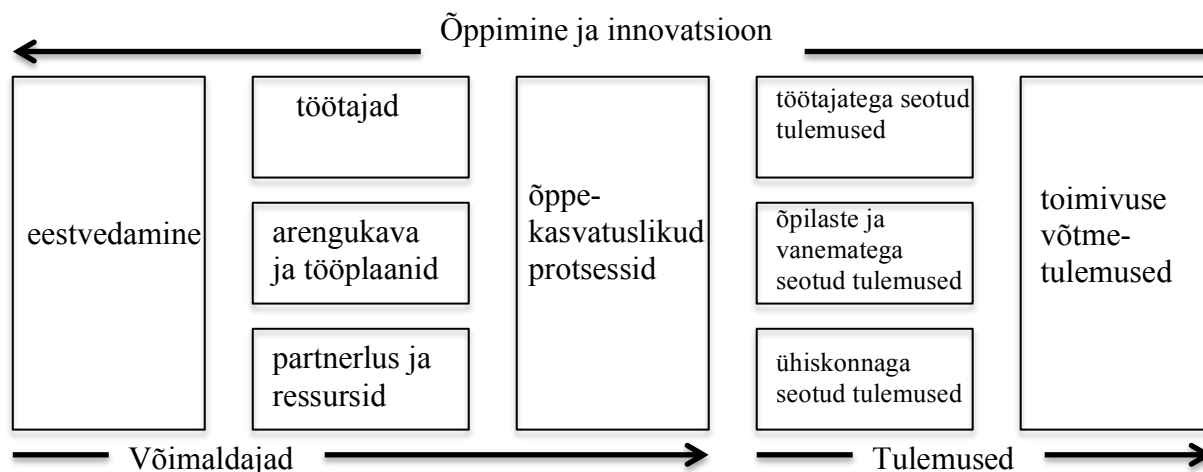 Õppimine ja innovatsioon
eestvedamine
töötajad
arengukava
ja tööplaanid
partnerlus ja
ressursid
õppe-
kasvatuslikud
protsessid
töötajatega seotud
tulemused
õpilaste ja
vanematega
seotud tulemused
ühiskonnaga
seotud tulemused
toimivuse
võtme-
tulemused
Võimaldajad
Tulemused